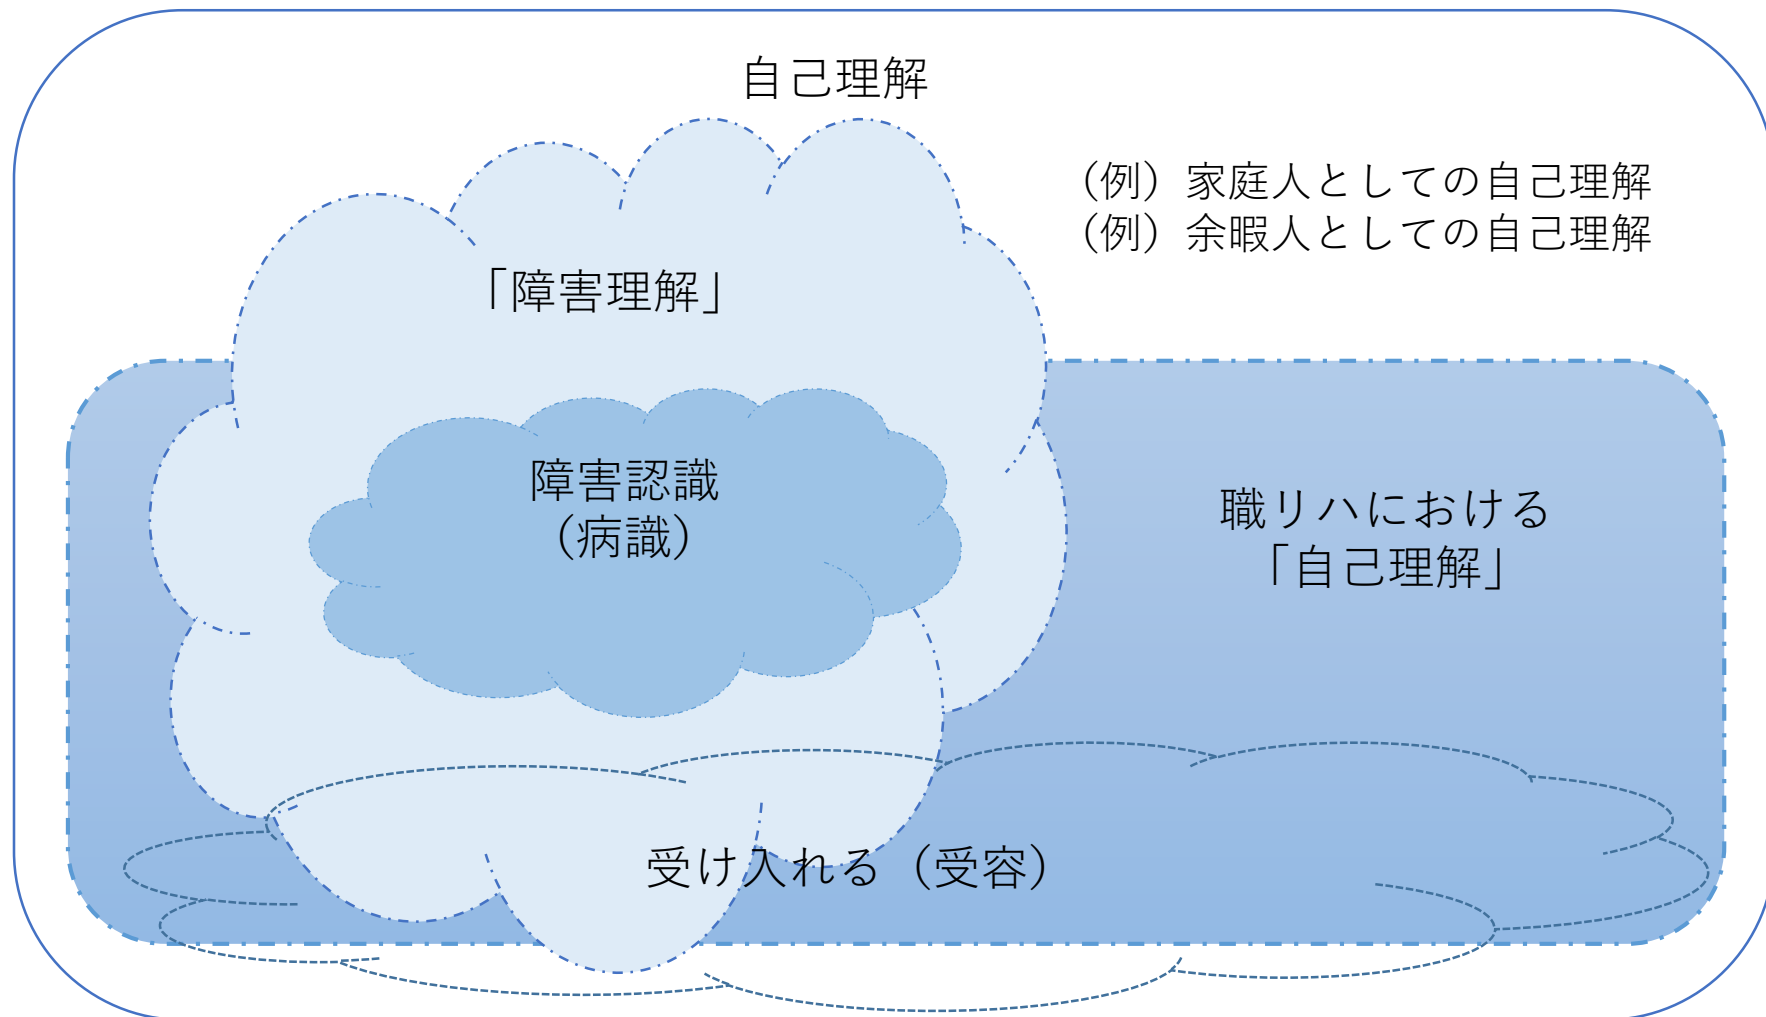 自己理解
（例）家庭人としての自己理解
（例）余暇人としての自己理解
「障害理解」
障害認識
（病識）
職リハにおける
「自己理解」
受け入れる（受容）